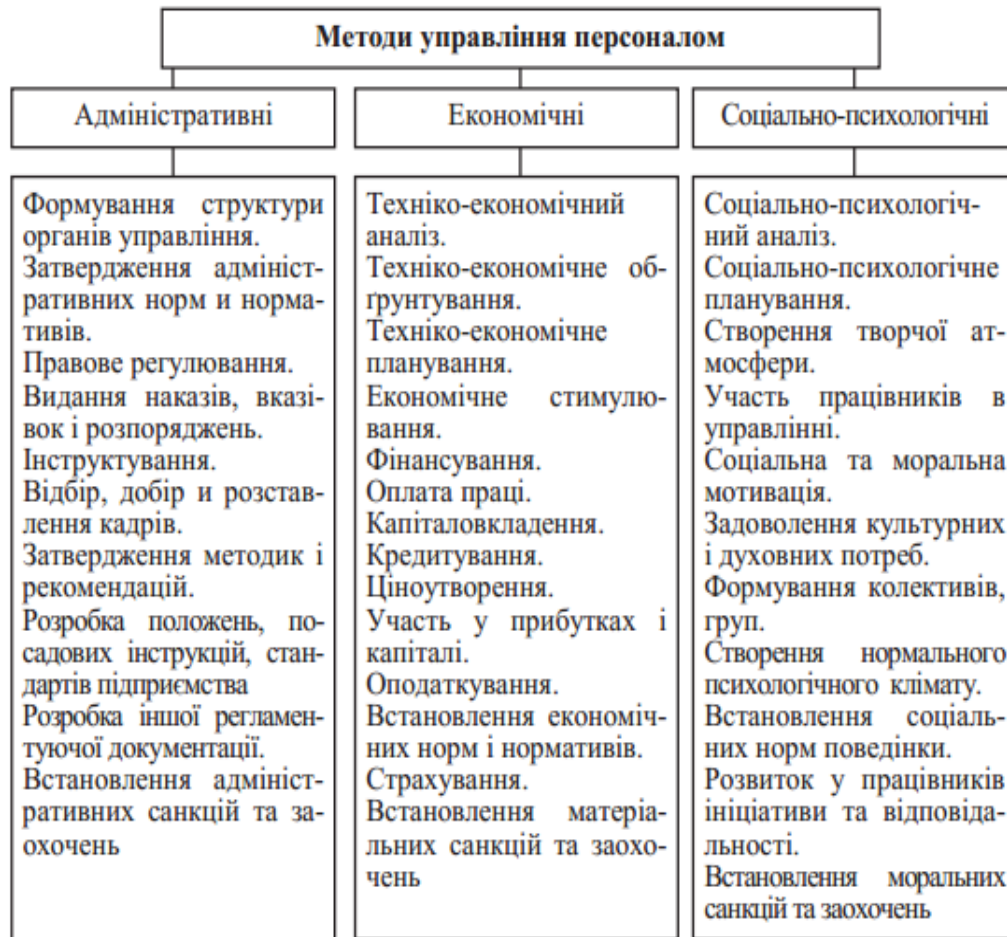 Методи управління персоналом
Адміністративні
Економічні
Соціально-психологічні
Формування структури
органів управління.
Затвердження адмініст-
ративних норм и норма-
тивів.
Правове регулювання.
Видання наказів, вказі-
вок і розпоряджень.
Інструктування.
Відбір, добір и розстав-
лення кадрів.
Затвердження методик і
рекомендацій.
Розробка положень, по-
садових інструкцій, стан-
дартів підприємства
Розробка іншої регламен-
туючої документації.
Встановлення адмініст-
ративних санкцій та за-
охочень
Техніко-економічний
аналіз.
Техніко-економічне об-
ґрунтування.
Техніко-економічне
планування.
Економічне стимулю-
вання.
Фінансування.
Оплата праці.
Капіталовкладення.
Кредитування.
Ціноутворення.
Участь у прибутках і
капіталі.
Оподаткування.
Встановлення економіч-
них норм і нормативів.
Страхування.
Встановлення матеріа-
льних санкцій та заохо-
чень
Соціально-психологіч-
ний аналіз.
Соціально-психологічне
планування.
Створення творчої ат-
мосфери.
Участь працівників в
управлінні.
Соціальна та моральна
мотивація.
Задоволення культурних
і духовних потреб.
Формування колективів,
груп.
Створення нормального
психологічного клімату.
Встановлення соціаль-
них норм поведінки.
Розвиток у працівників
ініціативи та відповіда-
льності.
Встановлення моральних
санкцій та заохочень